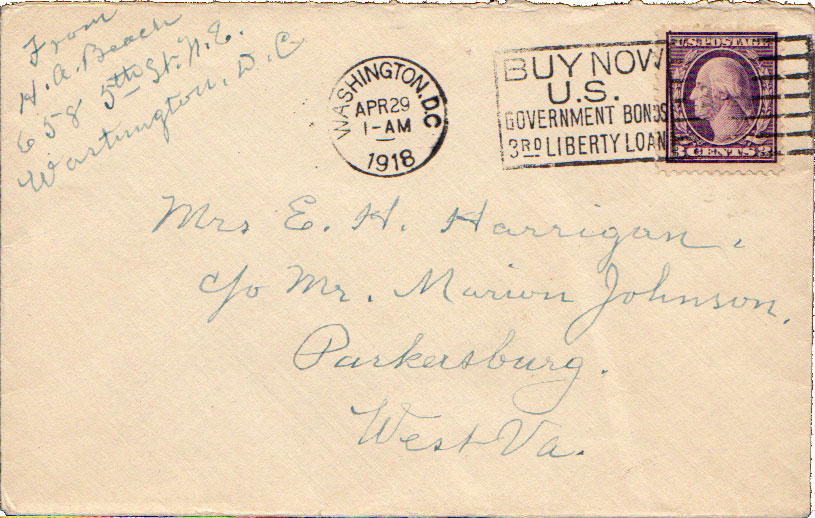 From
H. A. Beach
658 5th St. N. E.
Washington, D. C
WASHINGTON, D.C.
APR 29
1-AM
1918
BUY NOW
U.S.
GOVERNMENT BONDS
3RD LIBERTY LOAN
U.S. POSTAGE
3 CENTS 3
Mrs E. H. Harrigan,
c/o Mr. Marion Johnson,
Parkersburg.
West Va.